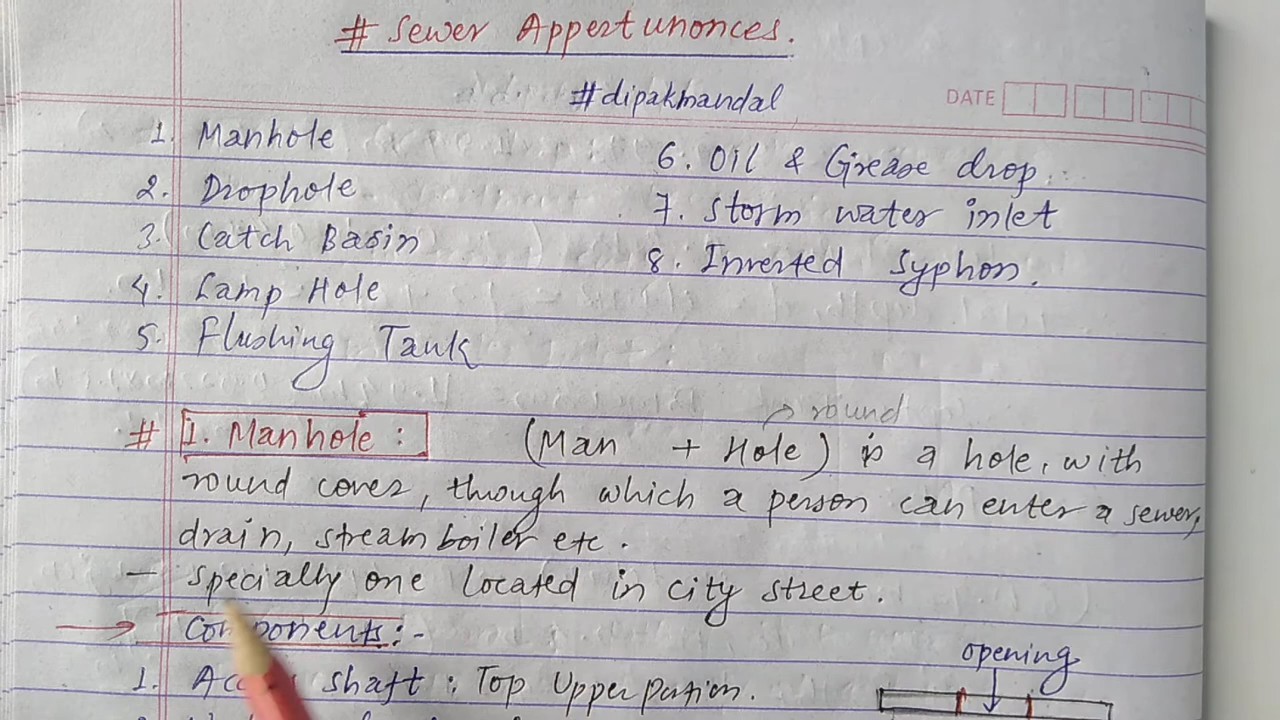 # Sewer Appertunonces.
#dipakmandal
DATE
1. Manhole
2. Drophole
3. Catch Basin
4. Lamp Hole
5. Flushing Tank
6. Oil & Grease drop.
7. Storm water inlet
8. Inverted Syphon.
round
# 1. Manhole : (Man + Hole) is a hole, with
round cover, though which a person can enter a sewer,
drain, stream boiler etc.
— Specially one located in city street.
→ Components:-
opening
1. shaft : Top Upper